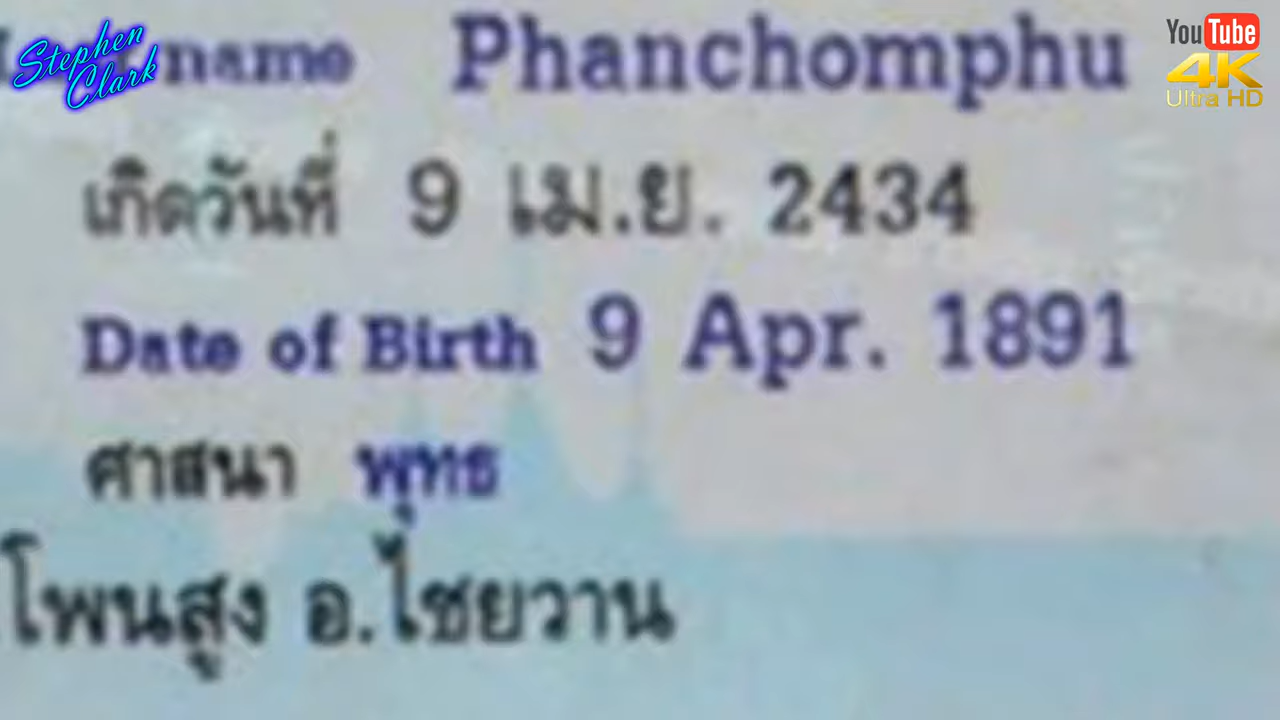 Stephen
Clark
name Phanchomphu
YouTube
4K
Ultra HD
เกิดวันที่ 9 เม.ย. 2434
Date of Birth 9 Apr. 1891
ศาสนา พุทธ
โพนสูง อ.ไชยวาน